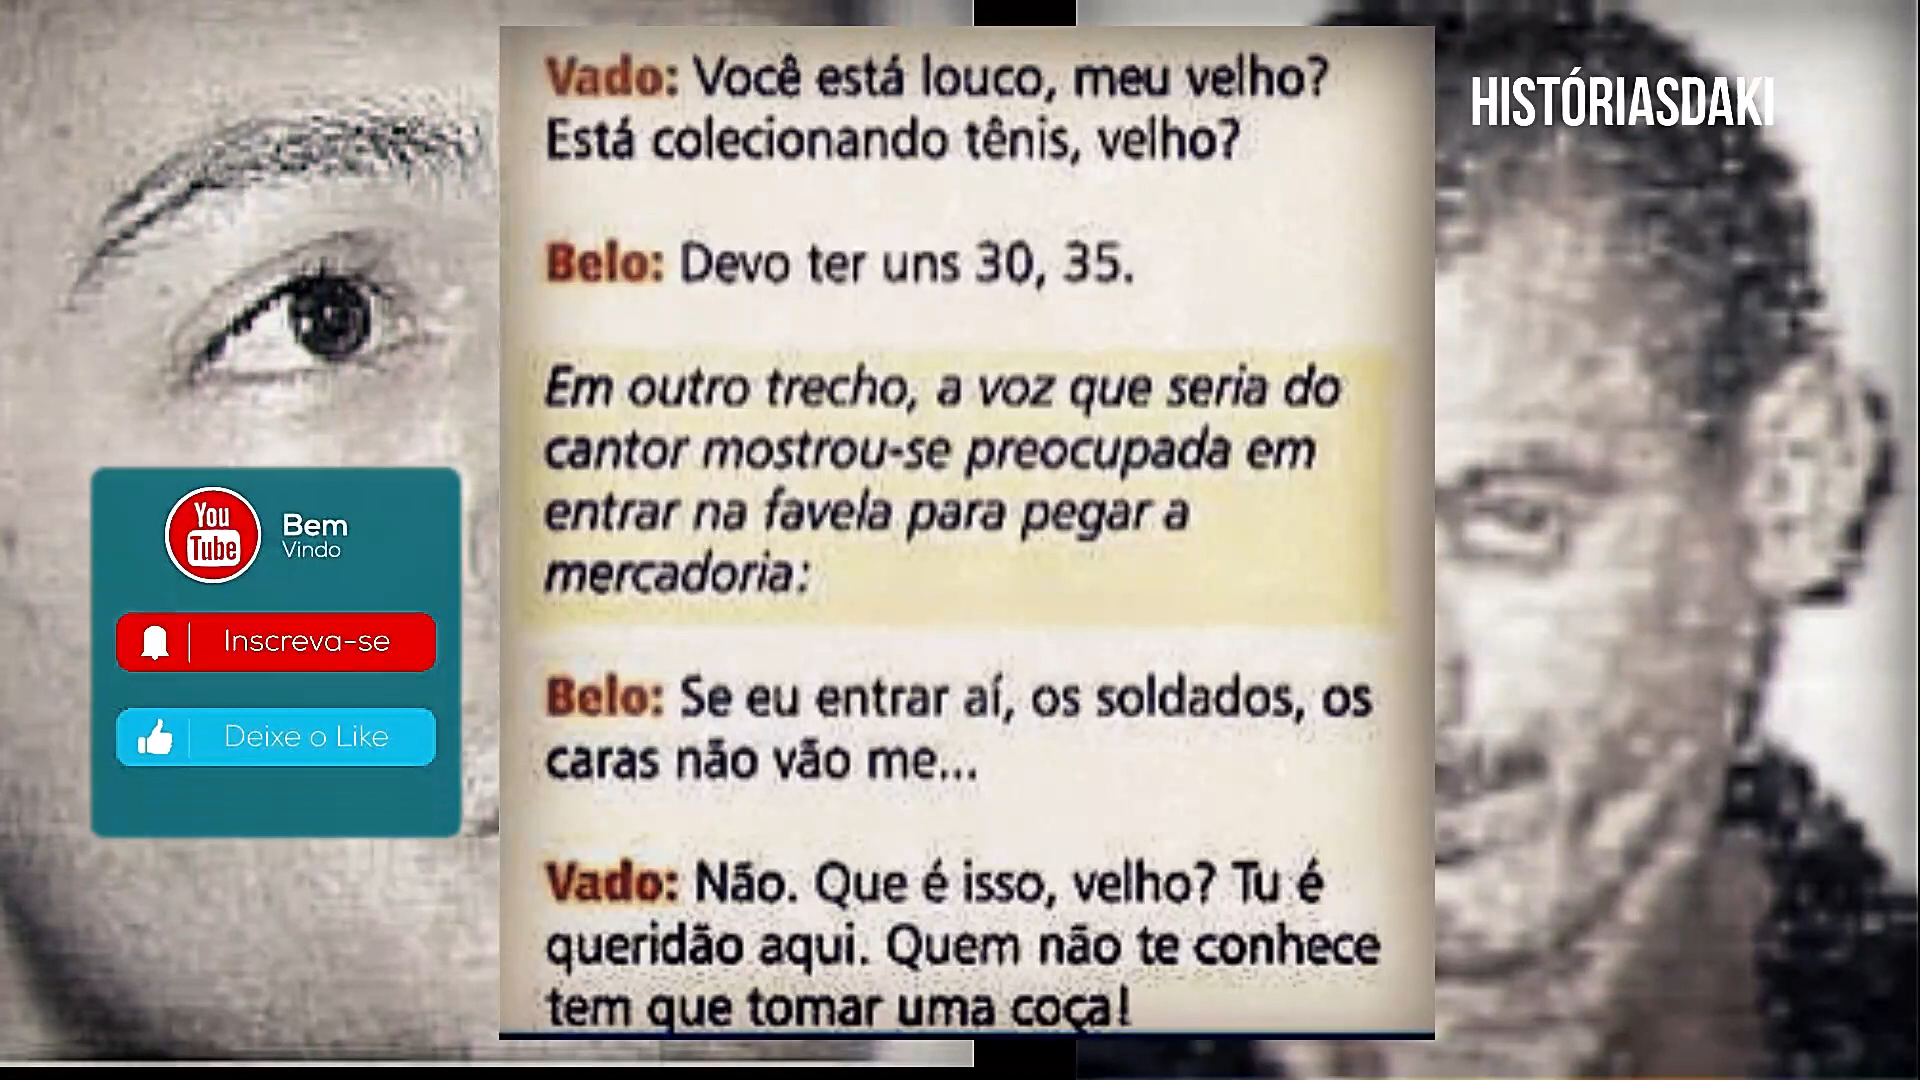 HISTÓRIASDAKI
Vado: Você está louco, meu velho?
Está colecionando tênis, velho?
Belo: Devo ter uns 30, 35.
Em outro trecho, a voz que seria do
cantor mostrou-se preocupada em
entrar na favela para pegar a
mercadoria:
Belo: Se eu entrar aí, os soldados, os
caras não vão me...
Vado: Não. Que é isso, velho? Tu é
queridão aqui. Quem não te conhece
tem que tomar uma coça!
You
Tube
Bem
Vindo
Inscreva-se
Deixe o Like